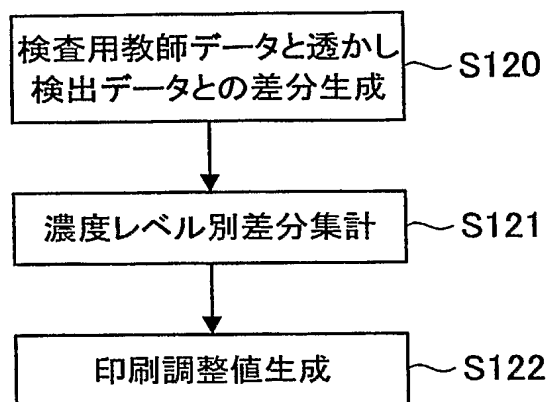 検査用教師データと透かし
検出データとの差分生成
S120
濃度レベル別差分集計
S121
印刷調整値生成
S122